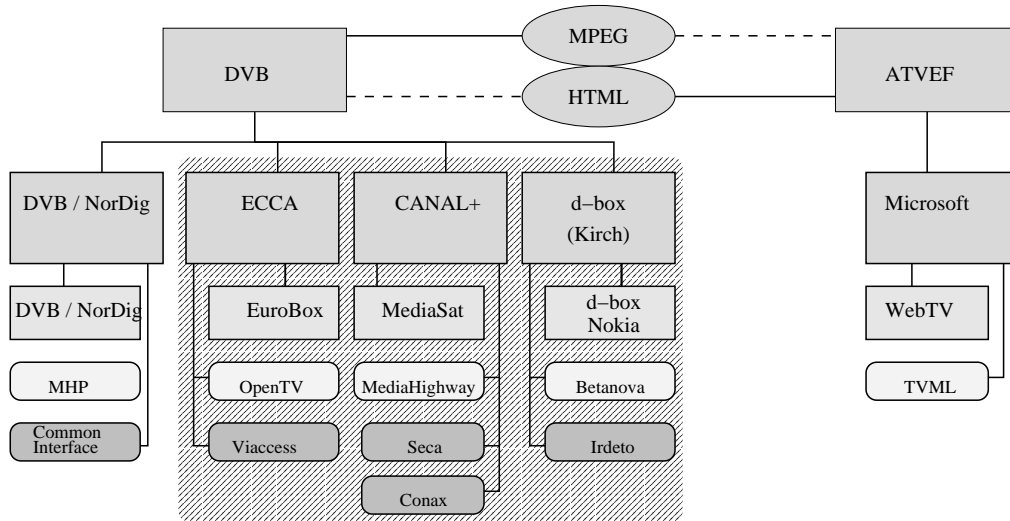 MPEG
DVB
ATVEF
HTML
DVB / NorDig
ECCA
CANAL+
d−box
(Kirch)
Microsoft
DVB / NorDig
EuroBox
MediaSat
d−box
Nokia
WebTV
MHP
OpenTV
MediaHighway
Betanova
TVML
Common
Interface
Viaccess
Seca
Irdeto
Conax